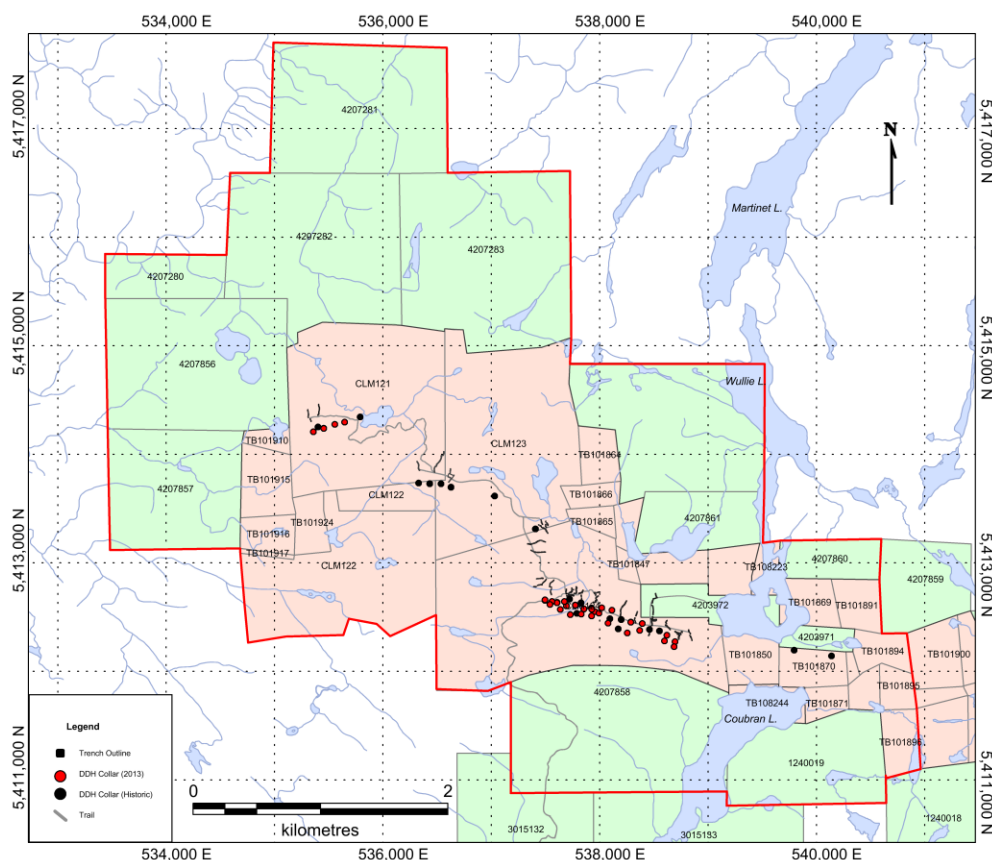 534,000 E
536,000 E
538,000 E
540,000 E
5,417,000 N
5,417,000 N
4207281
N
Martinet L.
4207282
4207283
4207280
5,415,000 N
5,415,000 N
4207856
Wullie L.
CLM121
TB101910
CLM123
TB101864
TB101915
4207857
CLM122
TB101866
TB101924
TB101865
4207861
TB101916
TB101917
CLM122
TB101847
TB108223
4207860
4207859
5,413,000 N
5,413,000 N
4203972
TB101869
TB101891
4203971
TB101850
TB101870
TB101894
TB101900
4207858
TB101895
TB108244
TB101871
Coubran L.
TB101896
1240019
5,411,000 N
5,411,000 N
3015132
3015193
1240018
Legend
Trench Outline
DDH Collar (2013)
DDH Collar (Historic)
Trail
0
2
kilometres
534,000 E
536,000 E
538,000 E
540,000 E